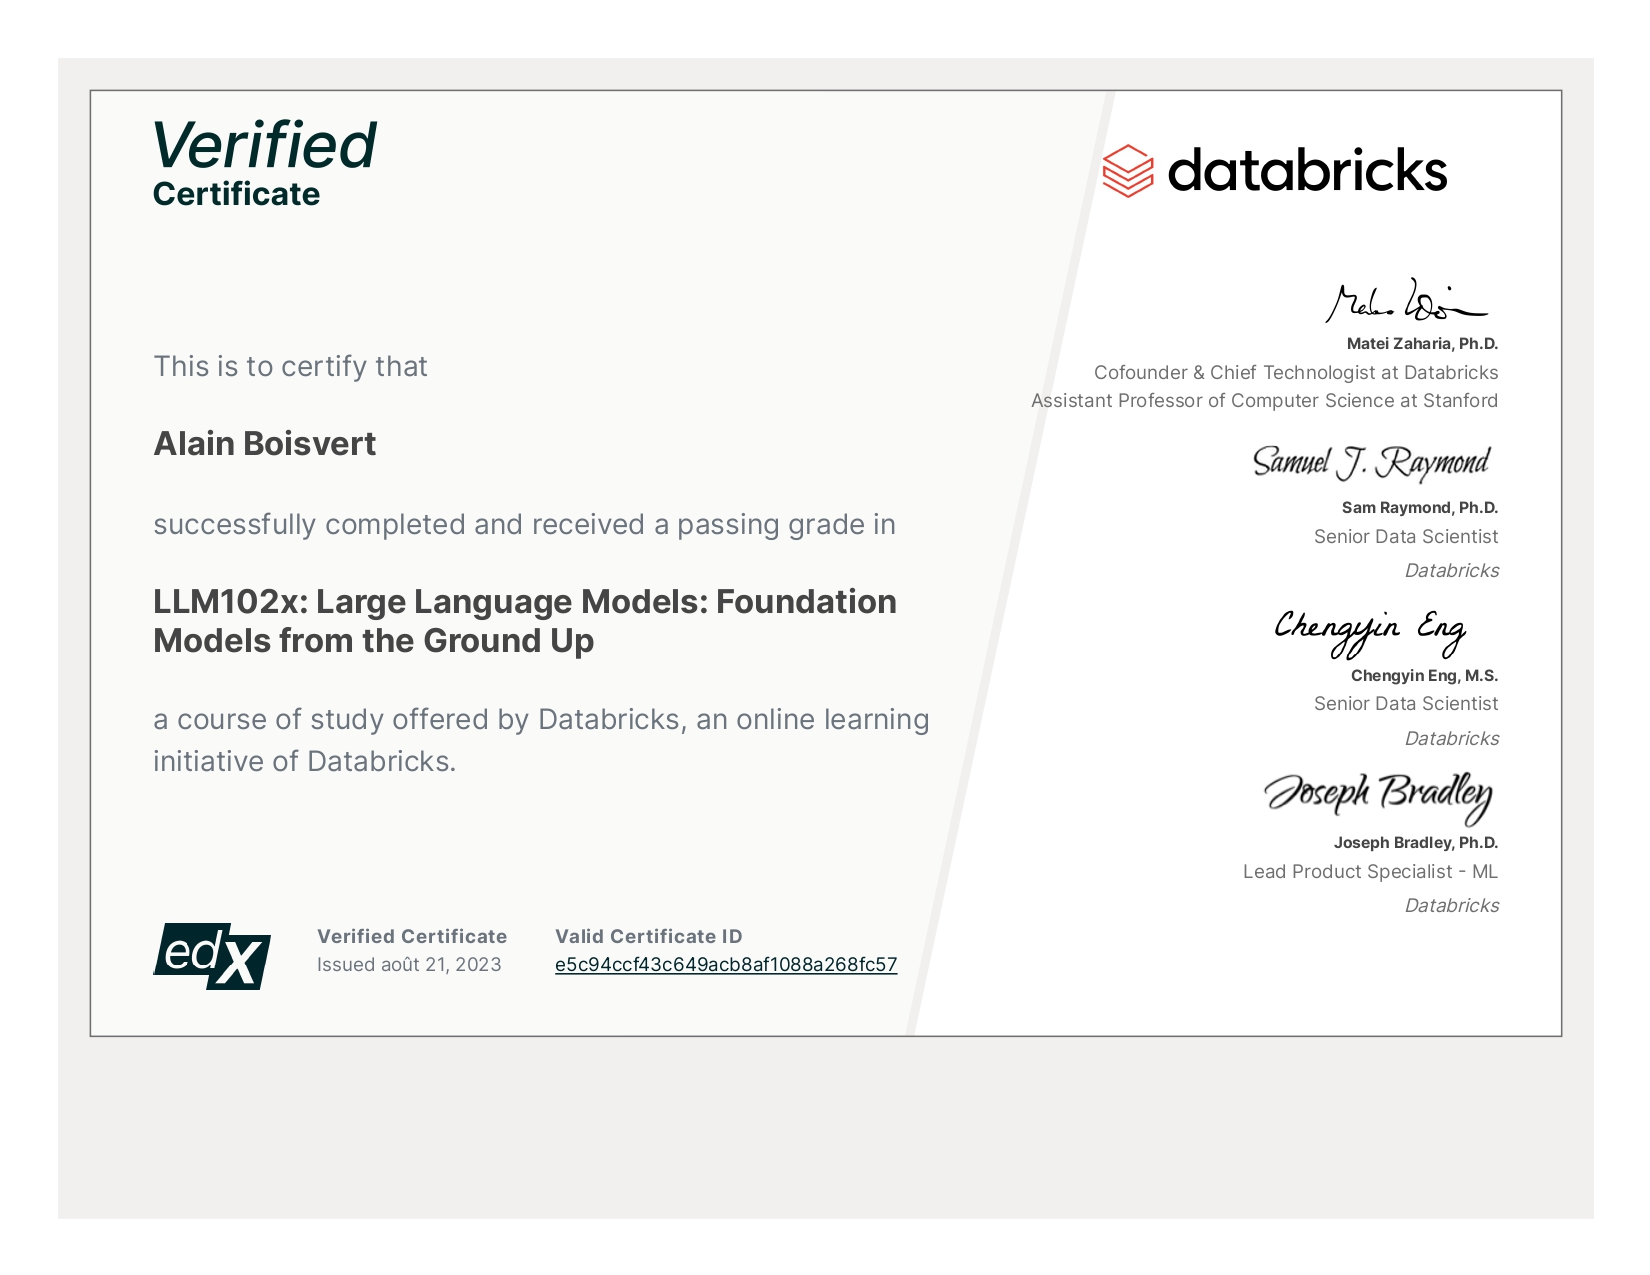 Verified
Certificate
databricks
This is to certify that
Alain Boisvert
successfully completed and received a passing grade in
LLM102x: Large Language Models: Foundation
Models from the Ground Up
a course of study offered by Databricks, an online learning
initiative of Databricks.
edX
Verified Certificate
Issued août 21, 2023
Valid Certificate ID
e5c94ccf43c649acb8af1088a268fc57
Matei Zaharia, Ph.D.
Cofounder & Chief Technologist at Databricks
Assistant Professor of Computer Science at Stanford
Samuel J. Raymond
Sam Raymond, Ph.D.
Senior Data Scientist
Databricks
Chengyin Eng
Chengyin Eng, M.S.
Senior Data Scientist
Databricks
Joseph Bradley
Joseph Bradley, Ph.D.
Lead Product Specialist - ML
Databricks